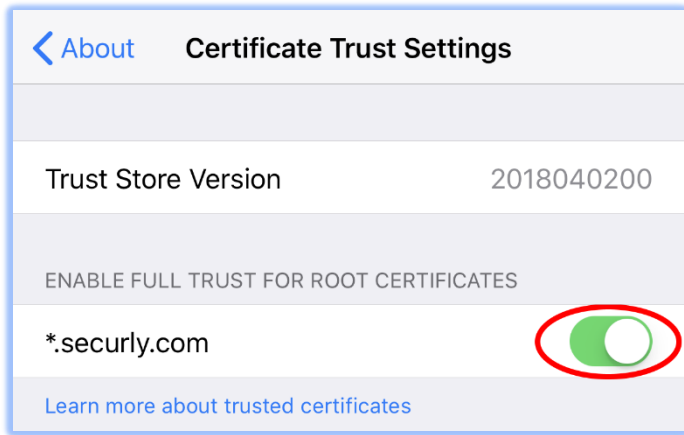 About Certificate Trust Settings
Trust Store Version 2018040200
ENABLE FULL TRUST FOR ROOT CERTIFICATES
*.securly.com
Learn more about trusted certificates